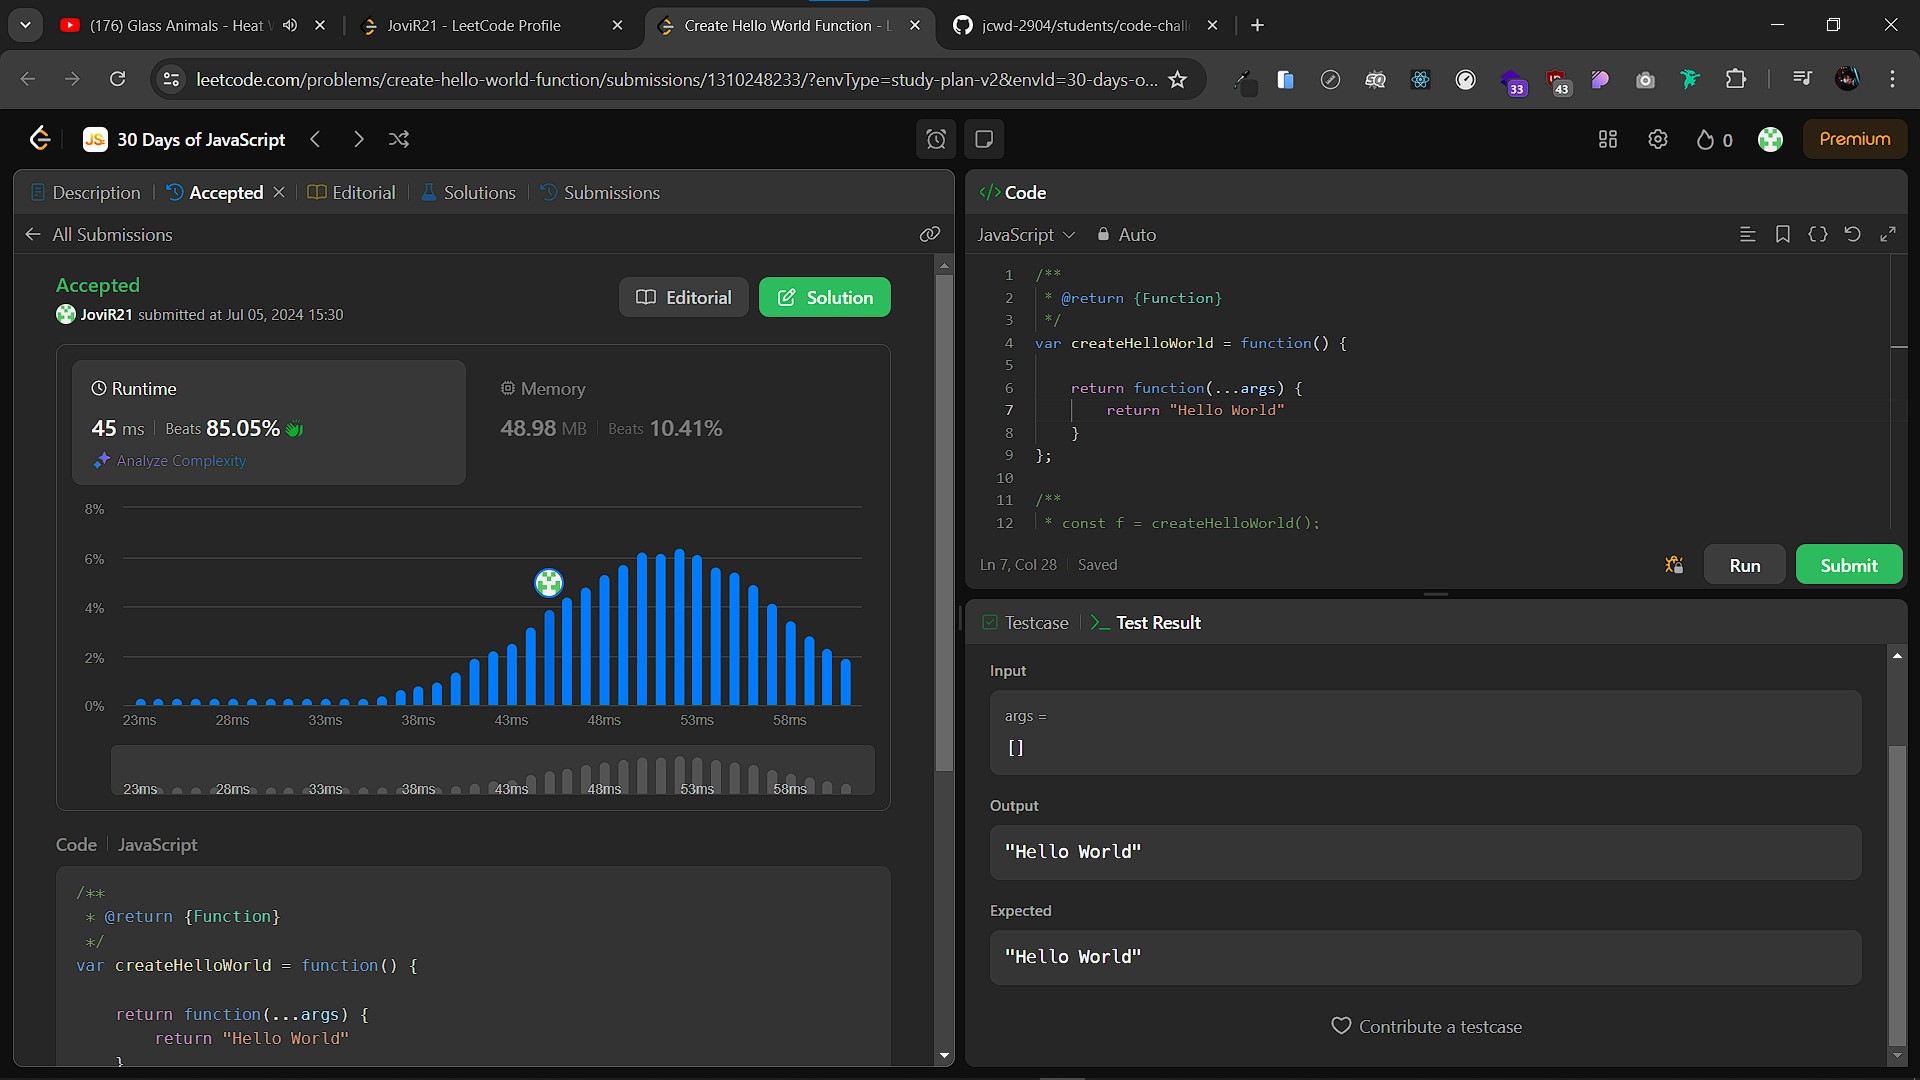 (176) Glass Animals - Heat
JoviR21 - LeetCode Profile
Create Hello World Function - L
jcwd-2904/students/code-chall
leetcode.com/problems/create-hello-world-function/submissions/1310248233/?envType=study-plan-v2&envId=30-days-o...
33
43
JS
30 Days of JavaScript
0
Premium
Description
Accepted
Editorial
Solutions
Submissions
All Submissions
Accepted
JoviR21 submitted at Jul 05, 2024 15:30
Editorial
Solution
Runtime
45 ms
Beats 85.05%
Analyze Complexity
Memory
48.98 MB
Beats 10.41%
8%
6%
4%
2%
0%
23ms 28ms 33ms 38ms 43ms 48ms 53ms 58ms
23ms 28ms 33ms 38ms 43ms 48ms 53ms 58ms
Code
JavaScript
/**
* @return {Function}
*/
var createHelloWorld = function() {
return function(...args) {
return "Hello World"
}
</> Code
JavaScript
Auto
1 /**
2 * @return {Function}
3 */
4 var createHelloWorld = function() {
5
6 return function(...args) {
7 return "Hello World"
8 }
9 };
10
11 /**
12 * const f = createHelloWorld();
Ln 7, Col 28
Saved
Run
Submit
Testcase
>_ Test Result
Input
args =
[]
Output
"Hello World"
Expected
"Hello World"
Contribute a testcase